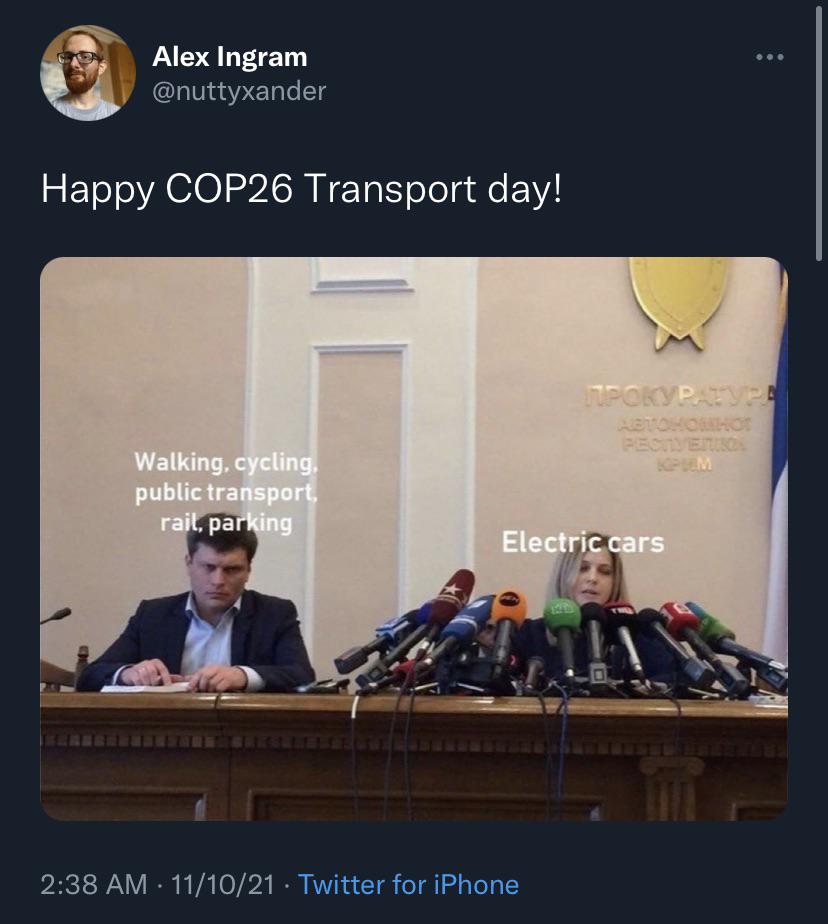 Alex Ingram
@nuttyxander
Happy COP26 Transport day!
ПРОКУРАТУРА
АВТОНОМНОЇ
РЕСПУБЛІКИ
КРИМ
Walking, cycling,
public transport,
rail, parking
Electric cars
2:38 AM · 11/10/21 · Twitter for iPhone